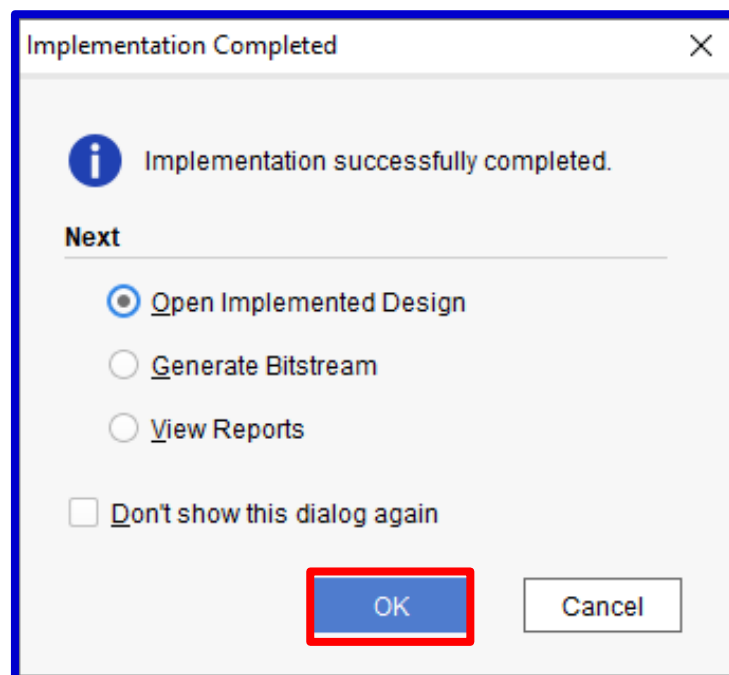 Implementation Completed
Implementation successfully completed.
Next
Open Implemented Design
Generate Bitstream
View Reports
Don't show this dialog again
OK
Cancel